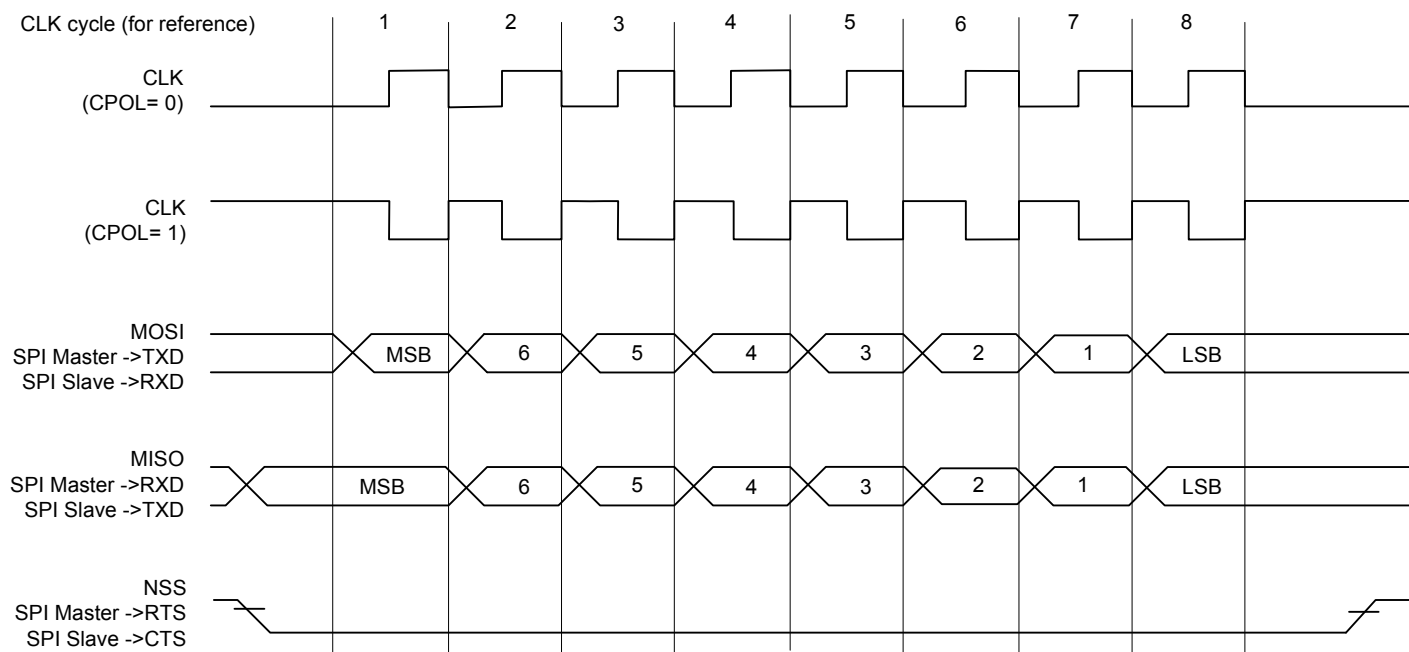 CLK cycle (for reference) 1 2 3 4 5 6 7 8
CLK
(CPOL= 0)
CLK
(CPOL= 1)
MOSI
SPI Master ->TXD
SPI Slave ->RXD
MSB 6 5 4 3 2 1 LSB
MISO
SPI Master ->RXD
SPI Slave ->TXD
MSB 6 5 4 3 2 1 LSB
NSS
SPI Master ->RTS
SPI Slave ->CTS